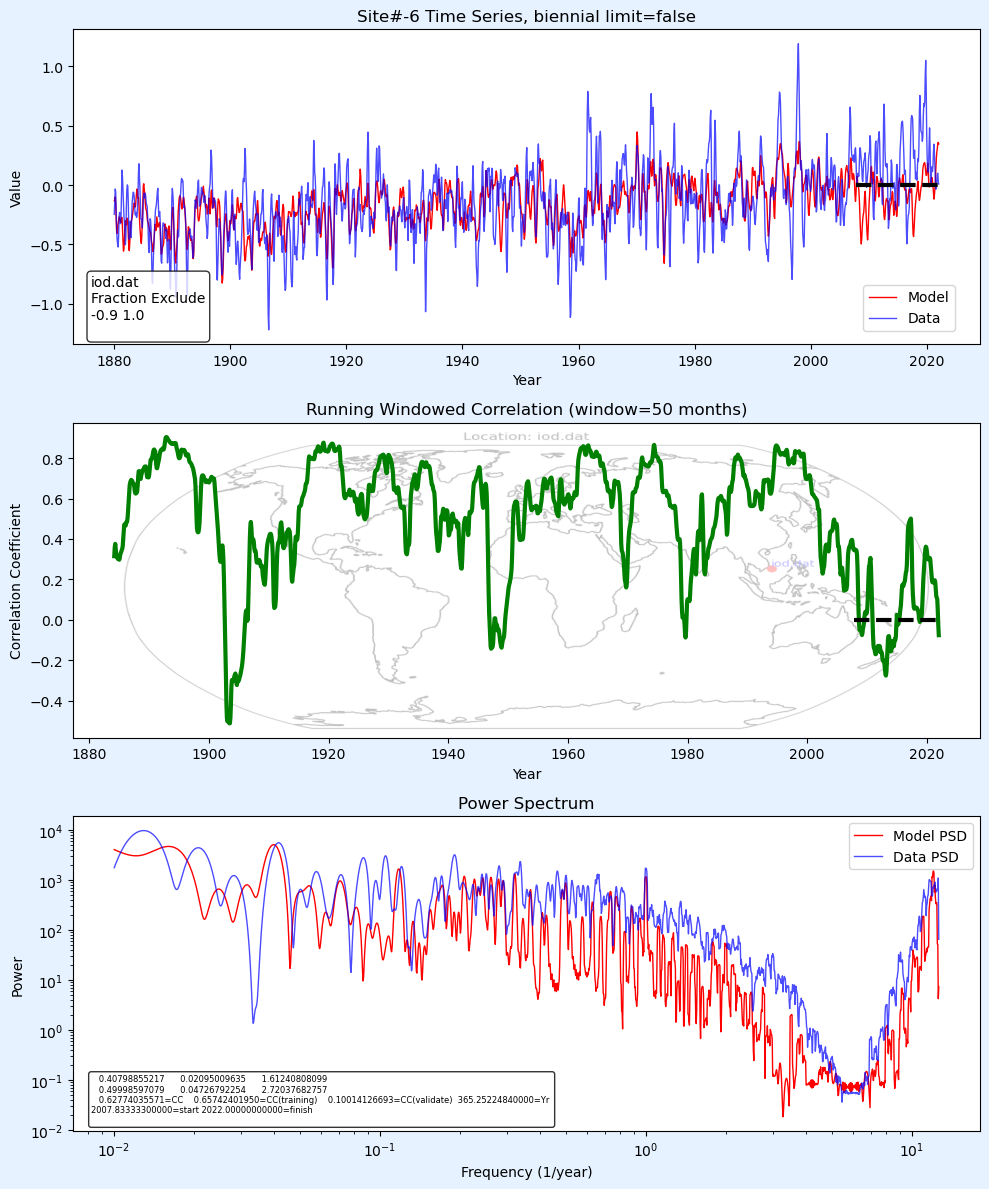 Site#-6 Time Series, biennial limit=false
Value
1.0
0.5
0.0
−0.5
−1.0
iod.dat
Fraction Exclude
-0.9 1.0
Model
Data
1880 1900 1920 1940 1960 1980 2000 2020
Year
Running Windowed Correlation (window=50 months)
Location: iod.dat
Correlation Coefficient
0.8
0.6
0.4
iod.dat
0.2
0.0
−0.2
−0.4
1880 1900 1920 1940 1960 1980 2000 2020
Year
Power Spectrum
Power
10^4
10^3
10^2
10^1
10^0
10^−1
10^−2
Model PSD
Data PSD
0.40798855217 0.02095009635 1.61240808099
0.49998597079 0.04726792254 2.72037682757
0.62774035571=CC 0.65742401950=CC(training) 0.10014126693=CC(validate) 365.25224840000=Yr
2007.83333300000=start 2022.00000000000=finish
10^−2 10^−1 10^0 10^1
Frequency (1/year)